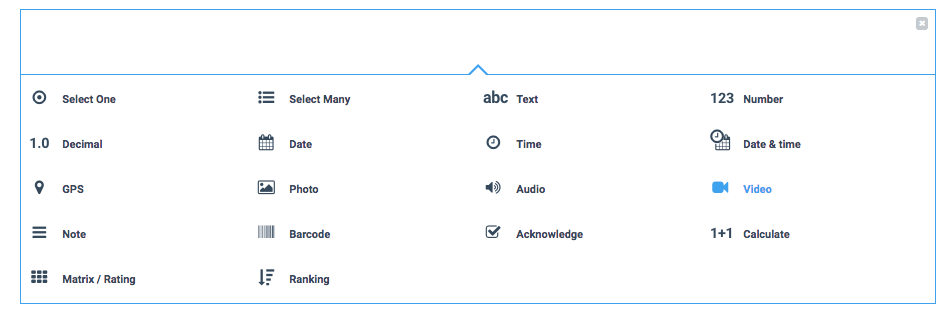 Select One
Select Many
abc Text
123 Number
1.0 Decimal
Date
Time
Date & time
GPS
Photo
Audio
Video
Note
Barcode
Acknowledge
1+1 Calculate
Matrix / Rating
Ranking